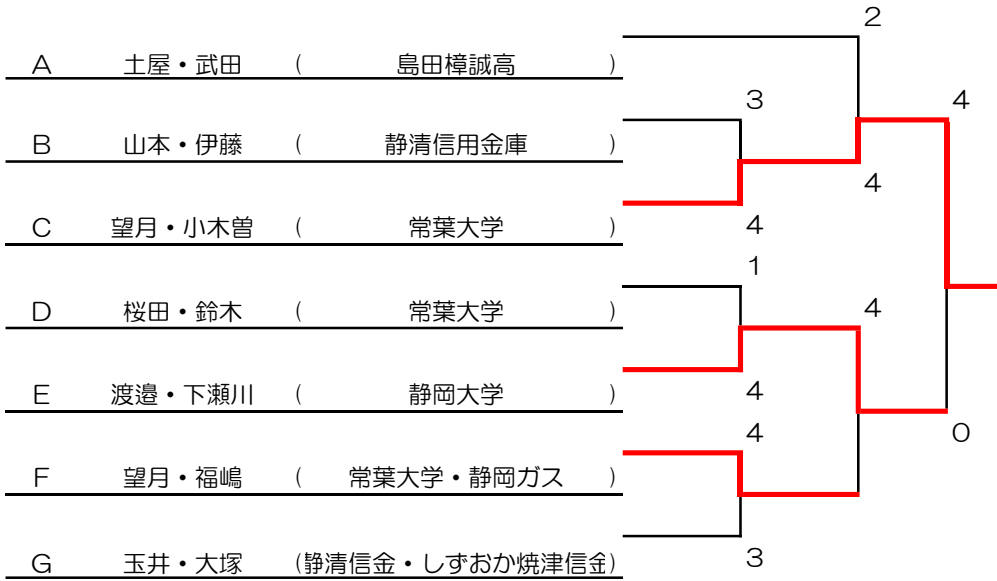 2
A 土屋・武田 ( 島田樟誠高 )
3 4
B 山本・伊藤 ( 静清信用金庫 )
4
C 望月・小木曽 ( 常葉大学 ) 4
1
D 桜田・鈴木 ( 常葉大学 ) 4
E 渡邉・下瀬川 ( 静岡大学 ) 4
4 0
F 望月・福嶋 ( 常葉大学・静岡ガス )
G 玉井・大塚 (静清信金・しずおか焼津信金) 3